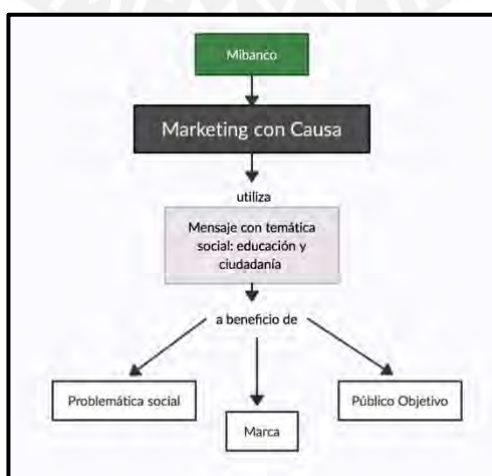 Mibanco
Marketing con Causa
utiliza
Mensaje con temática
social: educación y
ciudadanía
a beneficio de
Problemática social
Marca
Público Objetivo